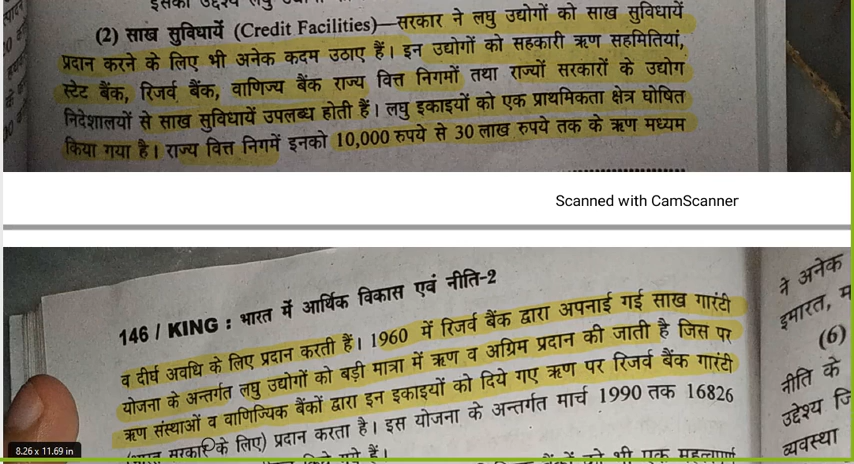 इसका उद्देश्य लघु
(2) साख सुविधायें (Credit Facilities)—सरकार ने लघु उद्योगों को साख सुविधायें
प्रदान करने के लिए भी अनेक कदम उठाए हैं। इन उद्योगों को सहकारी ऋण सहमितियां,
स्टेट बैंक, रिजर्व बैंक, वाणिज्य बैंक राज्य वित्त निगमों तथा राज्यों सरकारों के उद्योग
निदेशालयों से साख सुविधायें उपलब्ध होती हैं। लघु इकाइयों को एक प्राथमिकता क्षेत्र घोषित
किया गया है। राज्य वित्त निगमें इनको 10,000 रुपये से 30 लाख रुपये तक के ऋण मध्यम
Scanned with CamScanner
146 / KING : भारत में आर्थिक विकास एवं नीति-2
व दीर्घ अवधि के लिए प्रदान करती हैं। 1960 में रिजर्व बैंक द्वारा अपनाई गई साख गारंटी
योजना के अन्तर्गत लघु उद्योगों को बड़ी मात्रा में ऋण व अग्रिम प्रदान की जाती है जिस पर
ऋण संस्थाओं व वाणिज्यिक बैंकों द्वारा इन इकाइयों को दिये गए ऋण पर रिजर्व बैंक गारंटी
सरकार के लिए) प्रदान करता है। इस योजना के अन्तर्गत मार्च 1990 तक 16826
ने अनेक
इमारत, म
(6)
नीति के
उद्देश्य
व्यवस्था
8.26 x 11.69 in